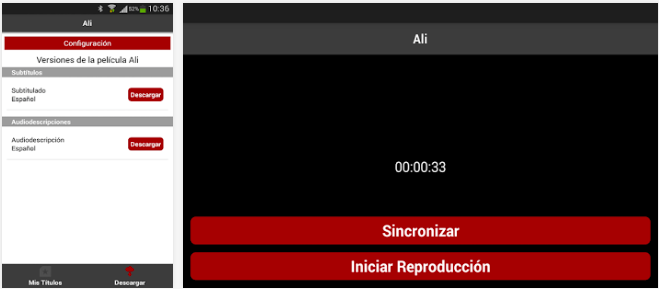 82% 10:36
Ali
Configuración
Versiones de la película Ali
Subtítulos
Subtitulado
Español
Descargar
Audiodescripciones
Audiodescripción
Español
Descargar
Mis Títulos
Descargar
Ali
00:00:33
Sincronizar
Iniciar Reproducción